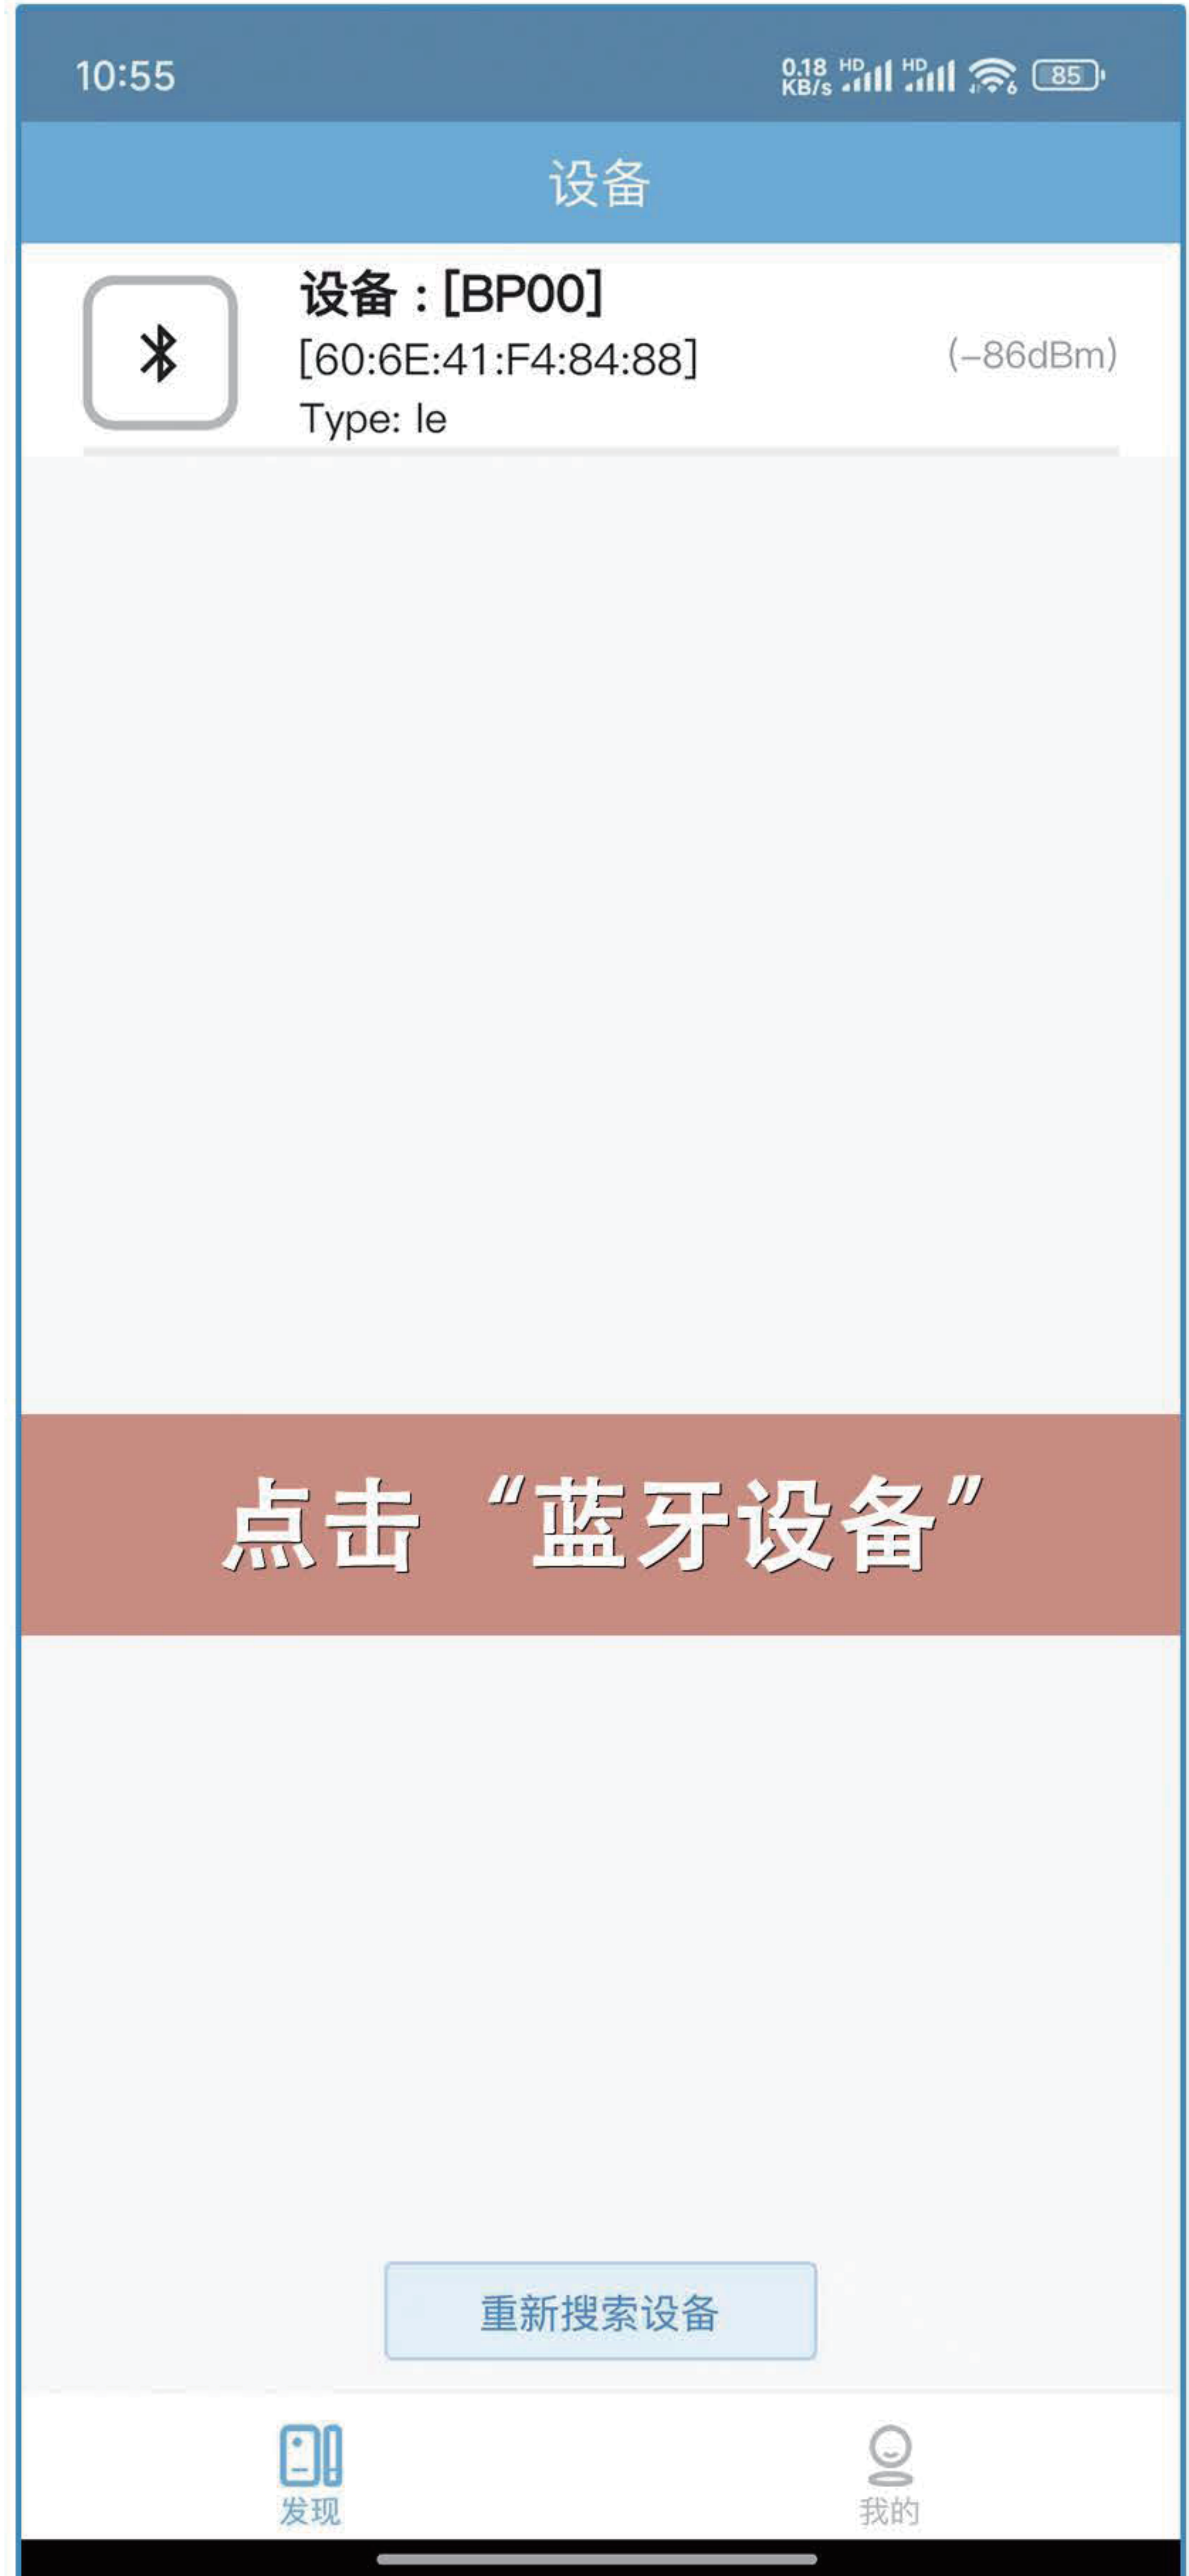 10:55
0.18 KB/s HD HD 6 85
设备
设备：[BP00]
[60:6E:41:F4:84:88]
(-86dBm)
Type: le
点击“蓝牙设备”
重新搜索设备
发现
我的